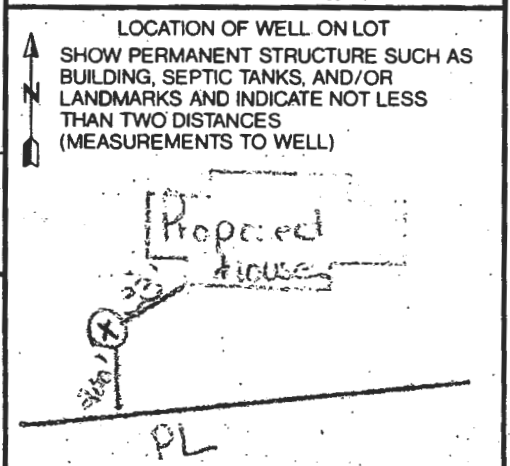 LOCATION OF WELL ON LOT
SHOW PERMANENT STRUCTURE SUCH AS
BUILDING, SEPTIC TANKS, AND/OR
LANDMARKS AND INDICATE NOT LESS
THAN TWO DISTANCES
(MEASUREMENTS TO WELL)
N
Proposed
House
PL